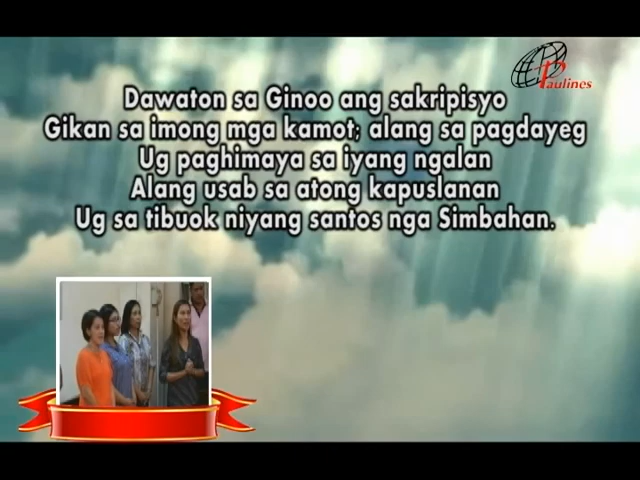 Paulines
Dawaton sa Ginoo ang sakripisyo
Gikan sa imong mga kamot; alang sa pagdayeg
Ug paghimaya sa iyang ngalan
Alang usab sa atong kapuslanan
Ug sa tibuok niyang santos nga Simbahan.